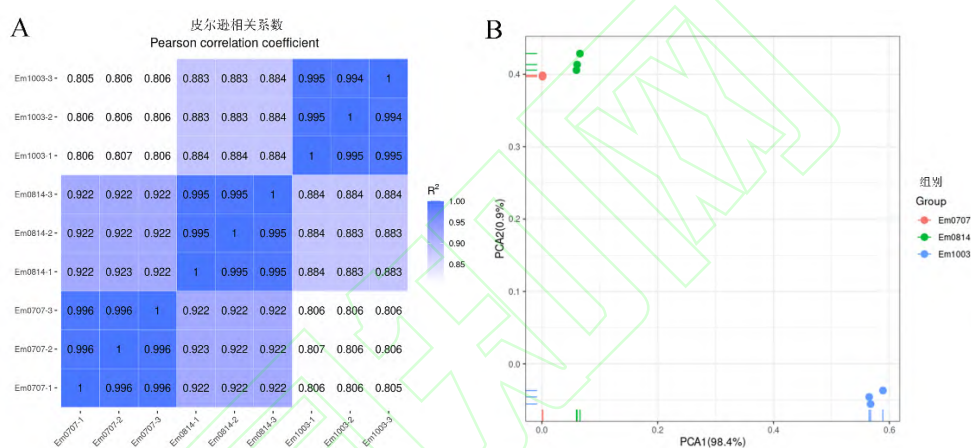 A
皮尔逊相关系数
Pearson correlation coefficient
Em1003-3 0.805 0.806 0.806 0.883 0.883 0.884 0.995 0.994 1
Em1003-2 0.806 0.806 0.806 0.883 0.883 0.884 0.995 1 0.994
Em1003-1 0.806 0.807 0.806 0.884 0.884 0.884 1 0.995 0.995
Em0814-3 0.922 0.922 0.922 0.995 0.995 1 0.884 0.884 0.884
Em0814-2 0.922 0.922 0.922 0.995 1 0.995 0.884 0.883 0.883
Em0814-1 0.922 0.923 0.922 1 0.995 0.995 0.884 0.883 0.883
Em0707-3 0.996 0.996 1 0.922 0.922 0.922 0.806 0.806 0.806
Em0707-2 0.996 1 0.996 0.923 0.922 0.922 0.807 0.806 0.806
Em0707-1 1 0.996 0.996 0.922 0.922 0.922 0.806 0.806 0.805
Em0707-1 Em0707-2 Em0707-3 Em0814-1 Em0814-2 Em0814-3 Em1003-1 Em1003-2 Em1003-3
R²
1.00
0.95
0.90
0.85
B
PCA2(0.9%)
0.4
0.3
0.2
0.1
0.0
0.0 0.2 0.4 0.6
PCA1(98.4%)
组别
Group
Em0707
Em0814
Em1003